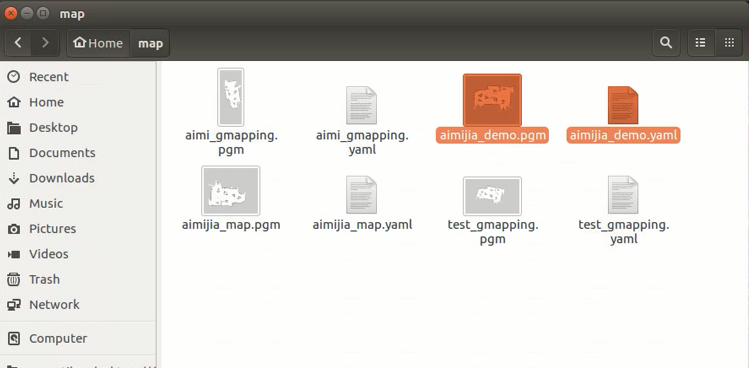 map
Home
map
Recent
Home
Desktop
Documents
Downloads
Music
Pictures
Videos
Trash
Network
Computer
aimi_gmapping.
pgm
aimi_gmapping.
yaml
aimijia_demo.pgm
aimijia_demo.yaml
aimijia_map.pgm
aimijia_map.yaml
test_gmapping.
pgm
test_gmapping.
yaml